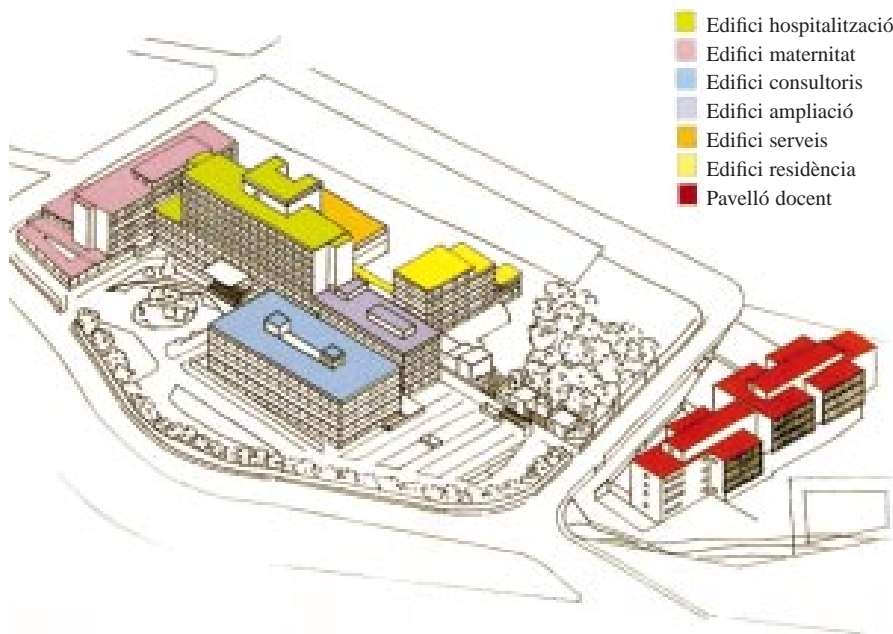 Edifici hospitalització
Edifici maternitat
Edifici consultoris
Edifici ampliació
Edifici serveis
Edifici residència
Pavelló docent